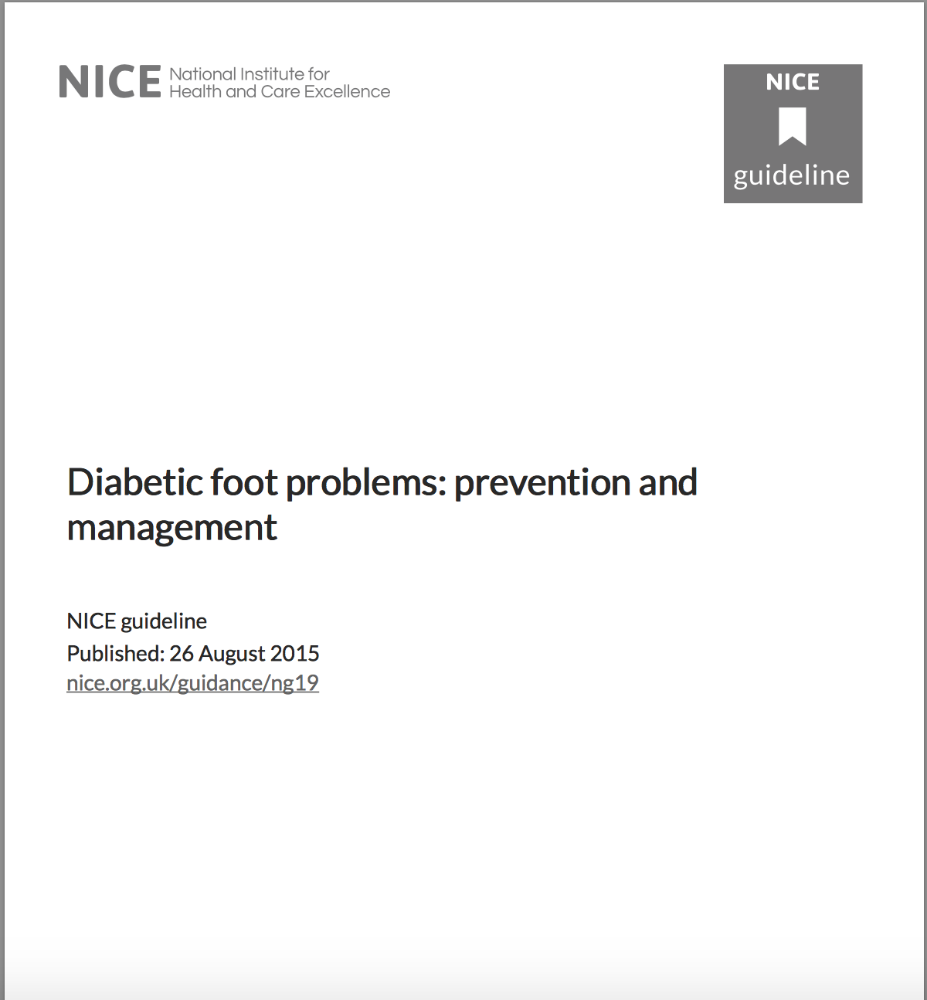 NICE National Institute for
Health and Care Excellence
NICE
guideline
Diabetic foot problems: prevention and
management
NICE guideline
Published: 26 August 2015
nice.org.uk/guidance/ng19